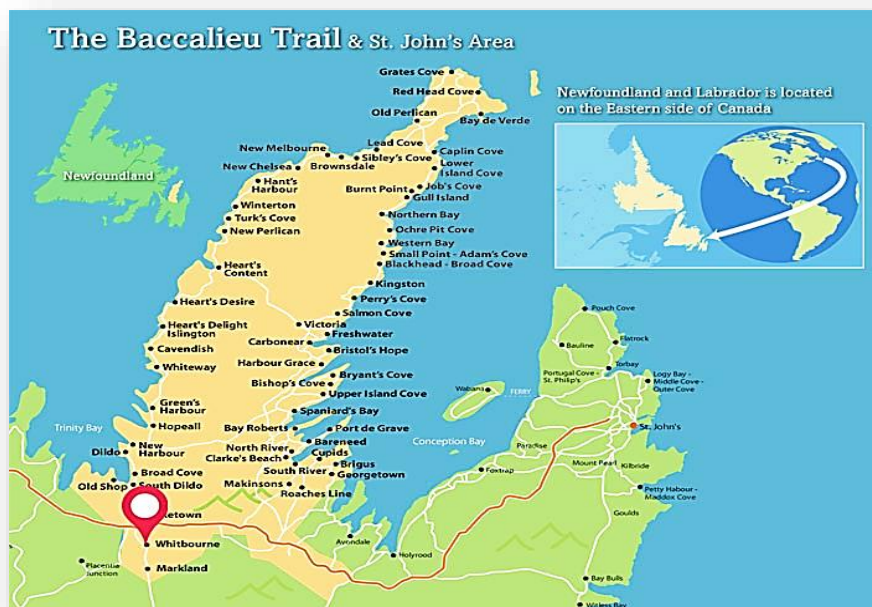 The Baccalieu Trail & St. John's Area
Newfoundland and Labrador is located
on the Eastern side of Canada
Newfoundland
Grates Cove
Red Head Cove
Old Perlican
Bay de Verde
Lead Cove
New Melbourne
Brownsdale
Sibley's Cove
Caplin Cove
New Chelsea
Lower
Island Cove
Hant's
Harbour
Burnt Point
Job's Cove
Gull Island
Winterton
Northern Bay
Turk's Cove
Ochre Pit Cove
New Perlican
Western Bay
Small Point - Adam's Cove
Blackhead - Broad Cove
Heart's
Content
Kingston
Heart's Desire
Perry's Cove
Salmon Cove
Heart's Delight
Islington
Victoria
Freshwater
Carbonear
Cavendish
Bristol's Hope
Whiteway
Harbour Grace
Bryant's Cove
Bishop's Cove
Upper Island Cove
Green's
Harbour
Spaniard's Bay
Trinity Bay
Hopeall
Bay Roberts
Port de Grave
Bareneed
New
Harbour
North River
Cupids
Dildo
Clarke's Beach
Brigus
Broad Cove
South River
Georgetown
Old Shop
South Dildo
Makinsons
Roaches Line
ketown
Whitbourne
Markland
Placentia
Junction
Avondale
Holyrood
Conception Bay
Wabana
FERRY
Pouch Cove
Bauline
Flatrock
Torbay
Portugal Cove -
St. Philip's
Logy Bay -
Middle Cove -
Outer Cove
St. John's
Paradise
Mount Pearl
Kilbride
Foxtrap
Petty Habour -
Maddox Cove
Goulds
Bay Bulls
Witless Bay